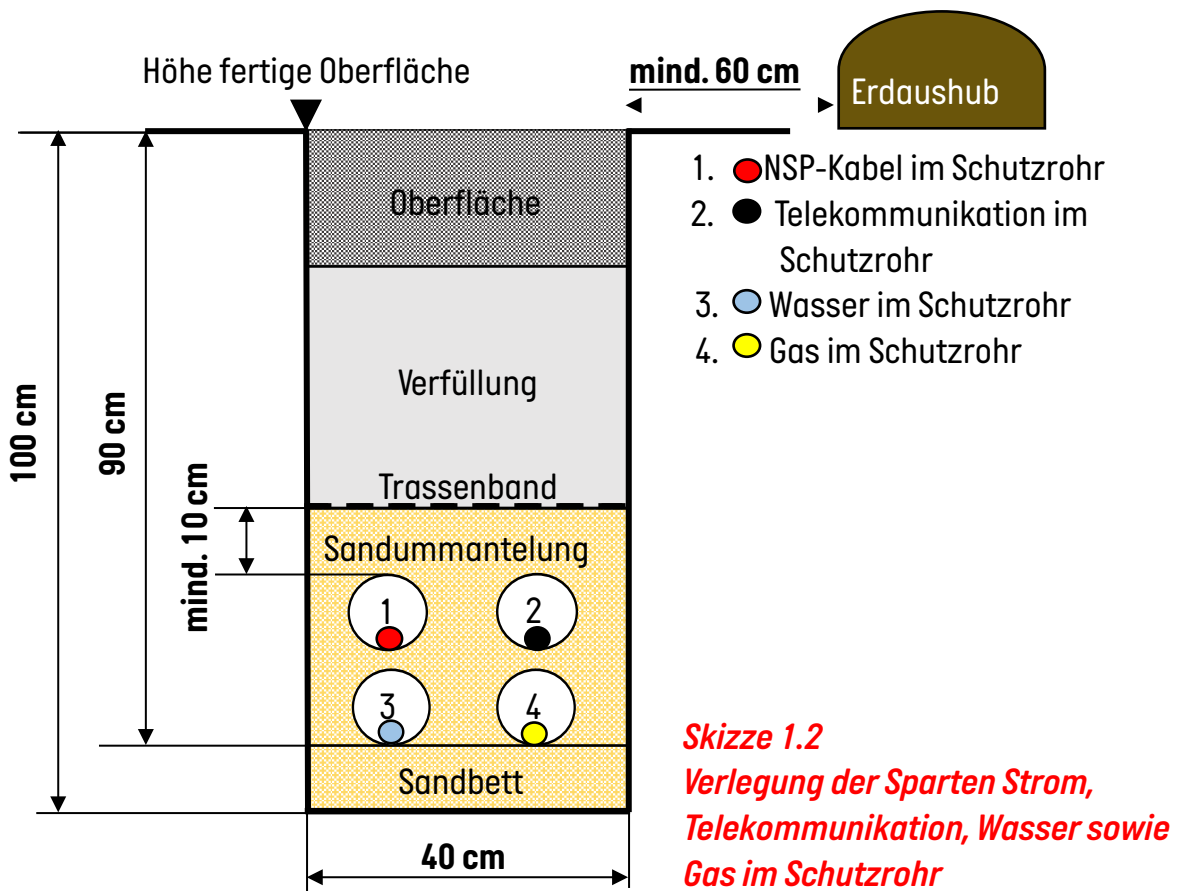 Höhe fertige Oberfläche
mind. 60 cm
Erdaushub
1. NSP-Kabel im Schutzrohr
2. Telekommunikation im
Schutzrohr
3. Wasser im Schutzrohr
4. Gas im Schutzrohr
Oberfläche
Verfüllung
Trassenband
Sandummantelung
1
2
3
4
Sandbett
100 cm
90 cm
mind. 10 cm
40 cm
Skizze 1.2
Verlegung der Sparten Strom,
Telekommunikation, Wasser sowie
Gas im Schutzrohr